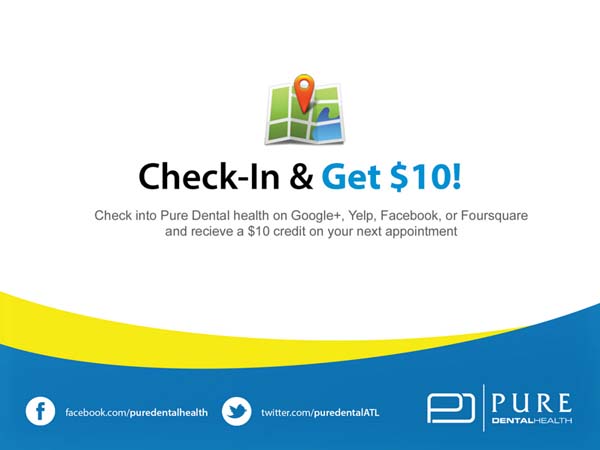 Check-In & Get $10!
Check into Pure Dental health on Google+, Yelp, Facebook, or Foursquare
and recieve a $10 credit on your next appointment
facebook.com/puredentalhealth
twitter.com/puredentalATL
PURE
DENTALHEALTH